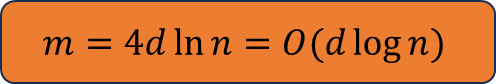 m = 4d ln n = O(d log n)